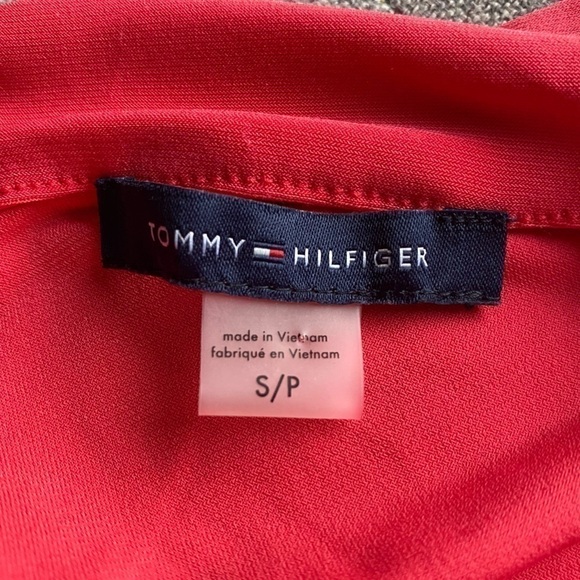 TOMMY HILFIGER
made in Vietnam
fabriqué en Vietnam
S/P